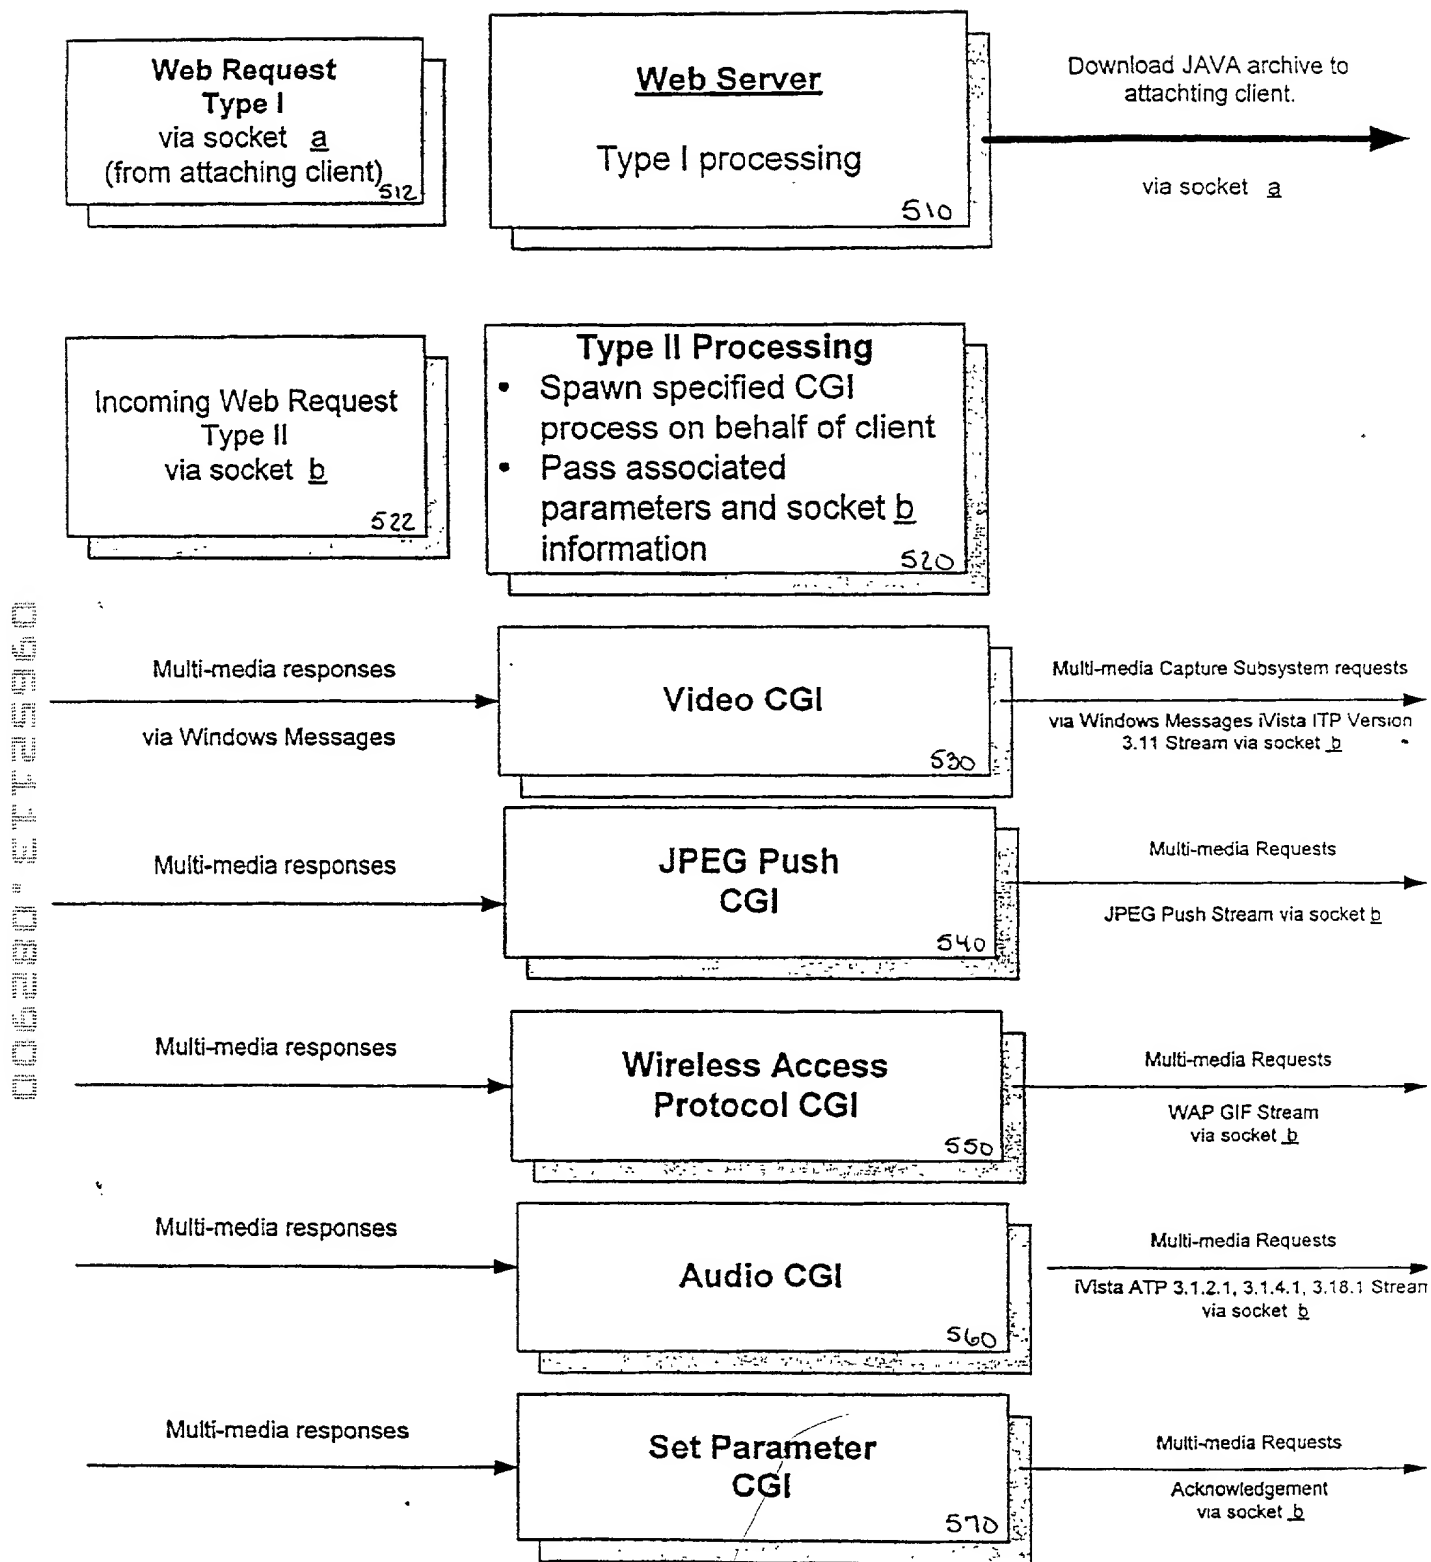 Web Request
Type I
via socket a
(from attaching client)
512
Web Server
Type I processing
510
Download JAVA archive to
attachting client.
via socket a
Incoming Web Request
Type II
via socket b
522
Type II Processing
• Spawn specified CGI
process on behalf of client
• Pass associated
parameters and socket b
information
520
Multi-media responses
via Windows Messages
Video CGI
530
Multi-media Capture Subsystem requests
via Windows Messages iVista ITP Version
3.11 Stream via socket b
Multi-media responses
JPEG Push
CGI
540
Multi-media Requests
JPEG Push Stream via socket b
Multi-media responses
Wireless Access
Protocol CGI
550
Multi-media Requests
WAP GIF Stream
via socket b
Multi-media responses
Audio CGI
560
Multi-media Requests
iVista ATP 3.1.2.1, 3.1.4.1, 3.18.1 Stream
via socket b
Multi-media responses
Set Parameter
CGI
570
Multi-media Requests
Acknowledgement
via socket b